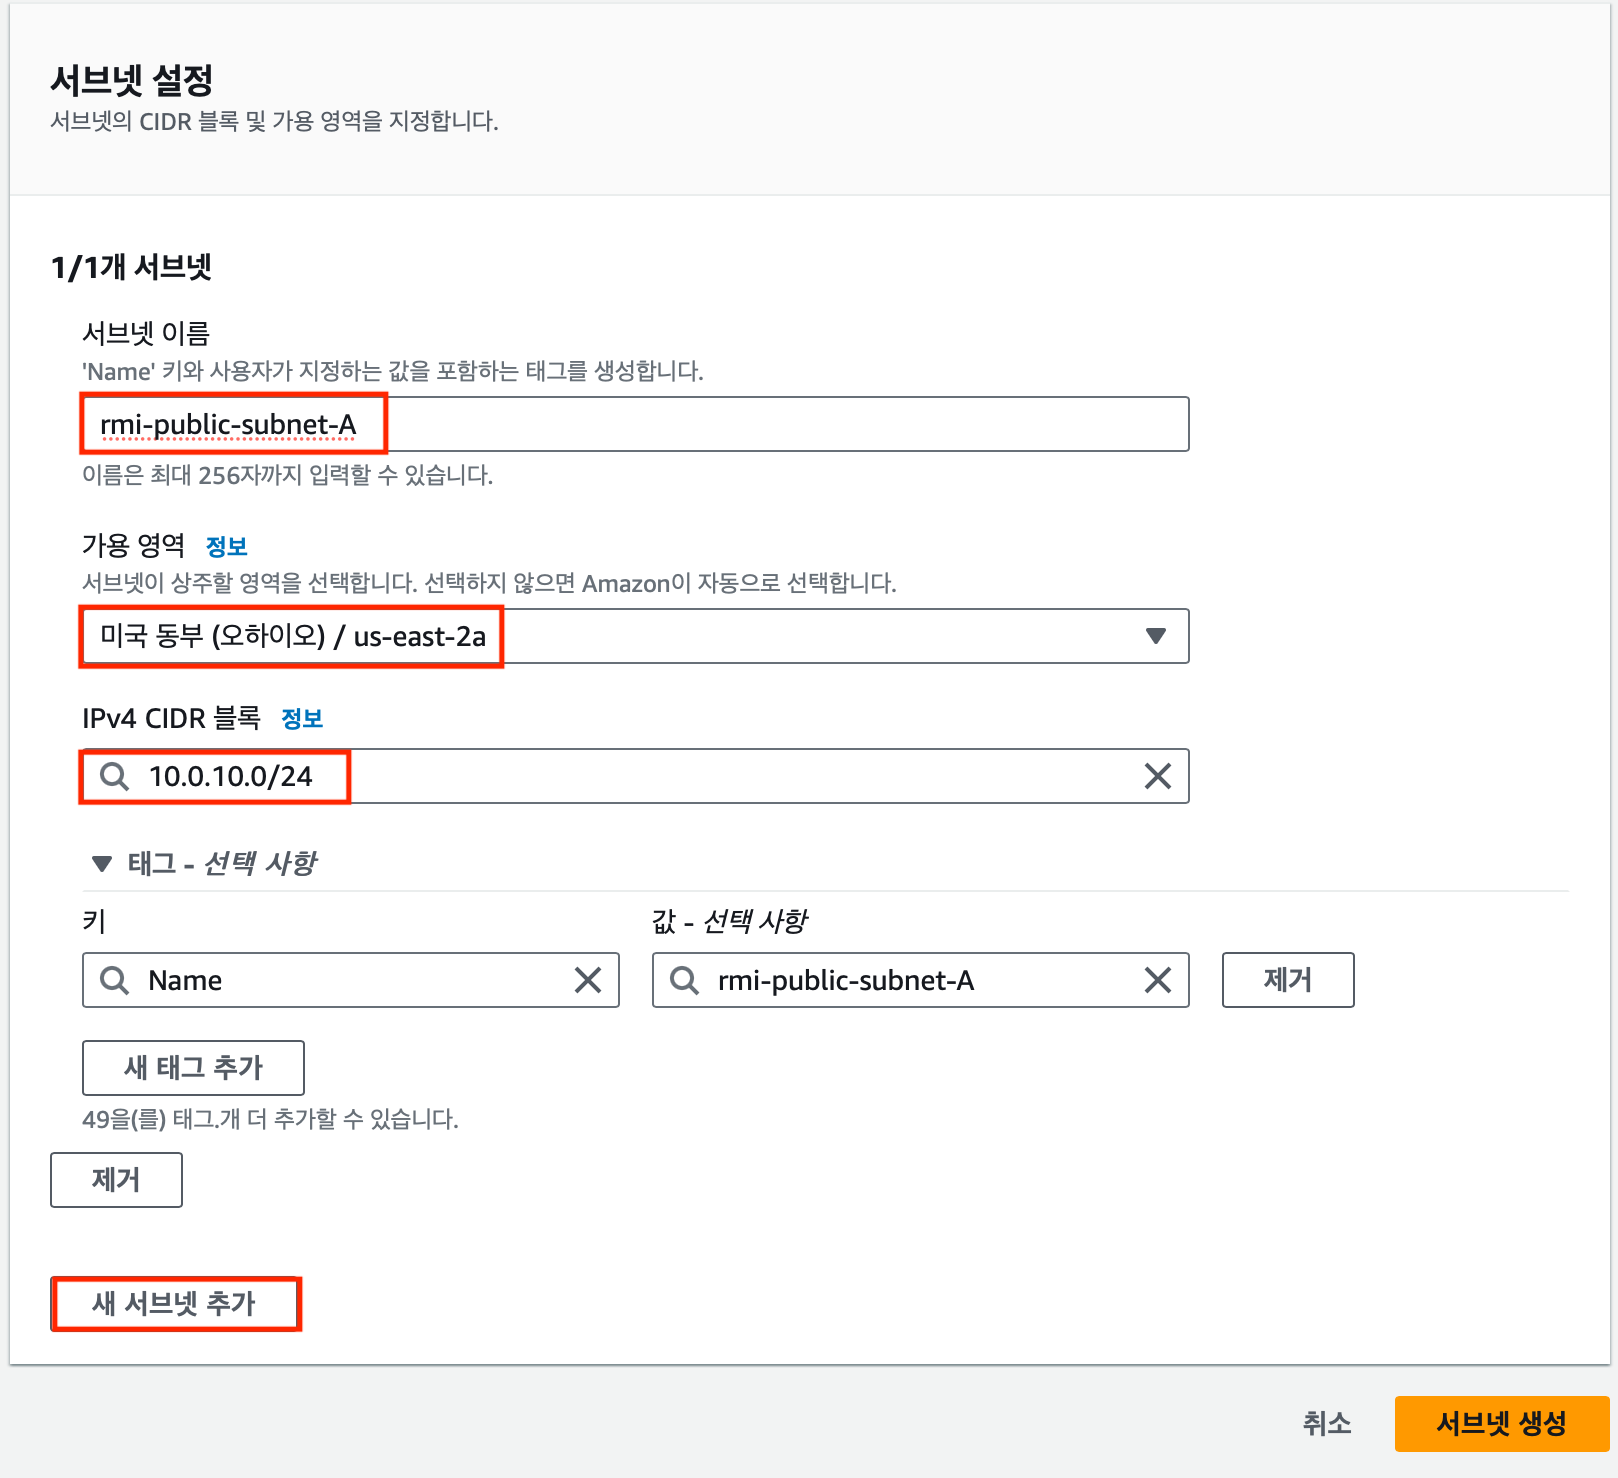 서브넷 설정
서브넷의 CIDR 블록 및 가용 영역을 지정합니다.
1/1개 서브넷
서브넷 이름
'Name' 키와 사용자가 지정하는 값을 포함하는 태그를 생성합니다.
rmi-public-subnet-A
이름은 최대 256자까지 입력할 수 있습니다.
가용 영역 정보
서브넷이 상주할 영역을 선택합니다. 선택하지 않으면 Amazon이 자동으로 선택합니다.
미국 동부 (오하이오) / us-east-2a
IPv4 CIDR 블록 정보
10.0.10.0/24
태그 - 선택 사항
키 값 - 선택 사항
Name rmi-public-subnet-A 제거
새 태그 추가
49을(를) 태그.개 더 추가할 수 있습니다.
제거
새 서브넷 추가
취소 서브넷 생성